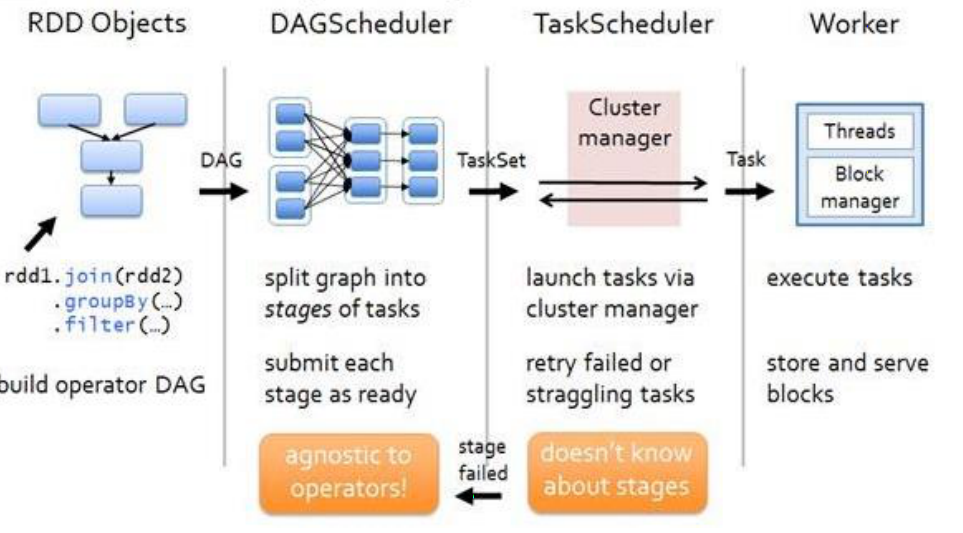 RDD Objects
DAGScheduler
TaskScheduler
Worker
DAG
TaskSet
Cluster
manager
Task
Threads
Block
manager
rdd1.join(rdd2)
.groupBy(…)
.filter(…)
build operator DAG
split graph into
stages of tasks
submit each
stage as ready
agnostic to
operators!
launch tasks via
cluster manager
retry failed or
straggling tasks
stage
failed
doesn't know
about stages
execute tasks
store and serve
blocks